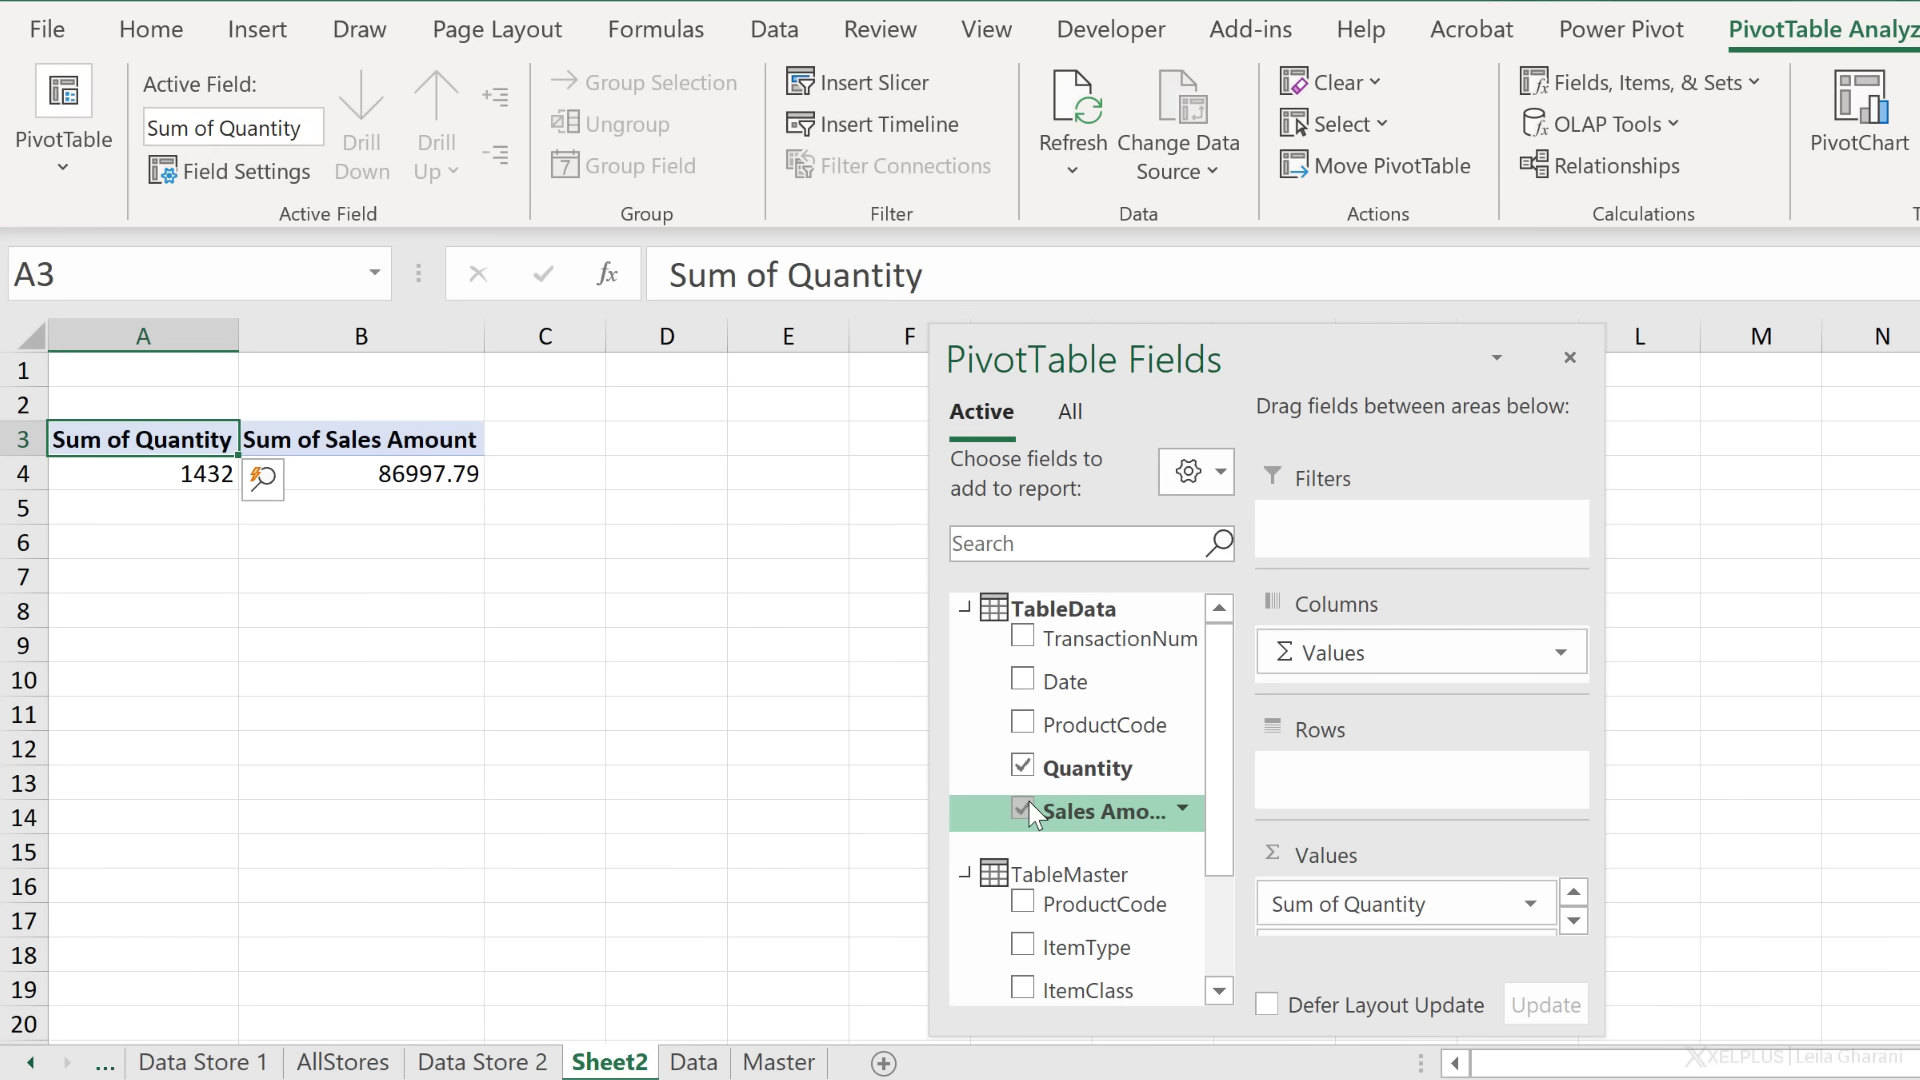 File Home Insert Draw Page Layout Formulas Data Review View Developer Add-ins Help Acrobat Power Pivot PivotTable Analyz
PivotTable
Active Field:
Sum of Quantity
Field Settings
Drill Down
Drill Up
Active Field
Group Selection
Ungroup
7 Group Field
Group
Insert Slicer
Insert Timeline
Filter Connections
Filter
Refresh
Change Data Source
Data
Clear
Select
Move PivotTable
Actions
Fields, Items, & Sets
OLAP Tools
Relationships
Calculations
PivotChart
T
A3 fx Sum of Quantity
A B C D E F L M N
1
2
3 Sum of Quantity Sum of Sales Amount
4 1432 86997.79
5
6
7
8
9
10
11
12
13
14
15
16
17
18
19
20
PivotTable Fields
Active All
Choose fields to
add to report:
Search
TableData
TransactionNum
Date
ProductCode
Quantity
Sales Amo...
TableMaster
ProductCode
ItemType
ItemClass
Drag fields between areas below:
Filters
Columns
Σ Values
Rows
Σ Values
Sum of Quantity
Defer Layout Update Update
... Data Store 1 AllStores Data Store 2 Sheet2 Data Master
XELPLUS | Leila Gharani